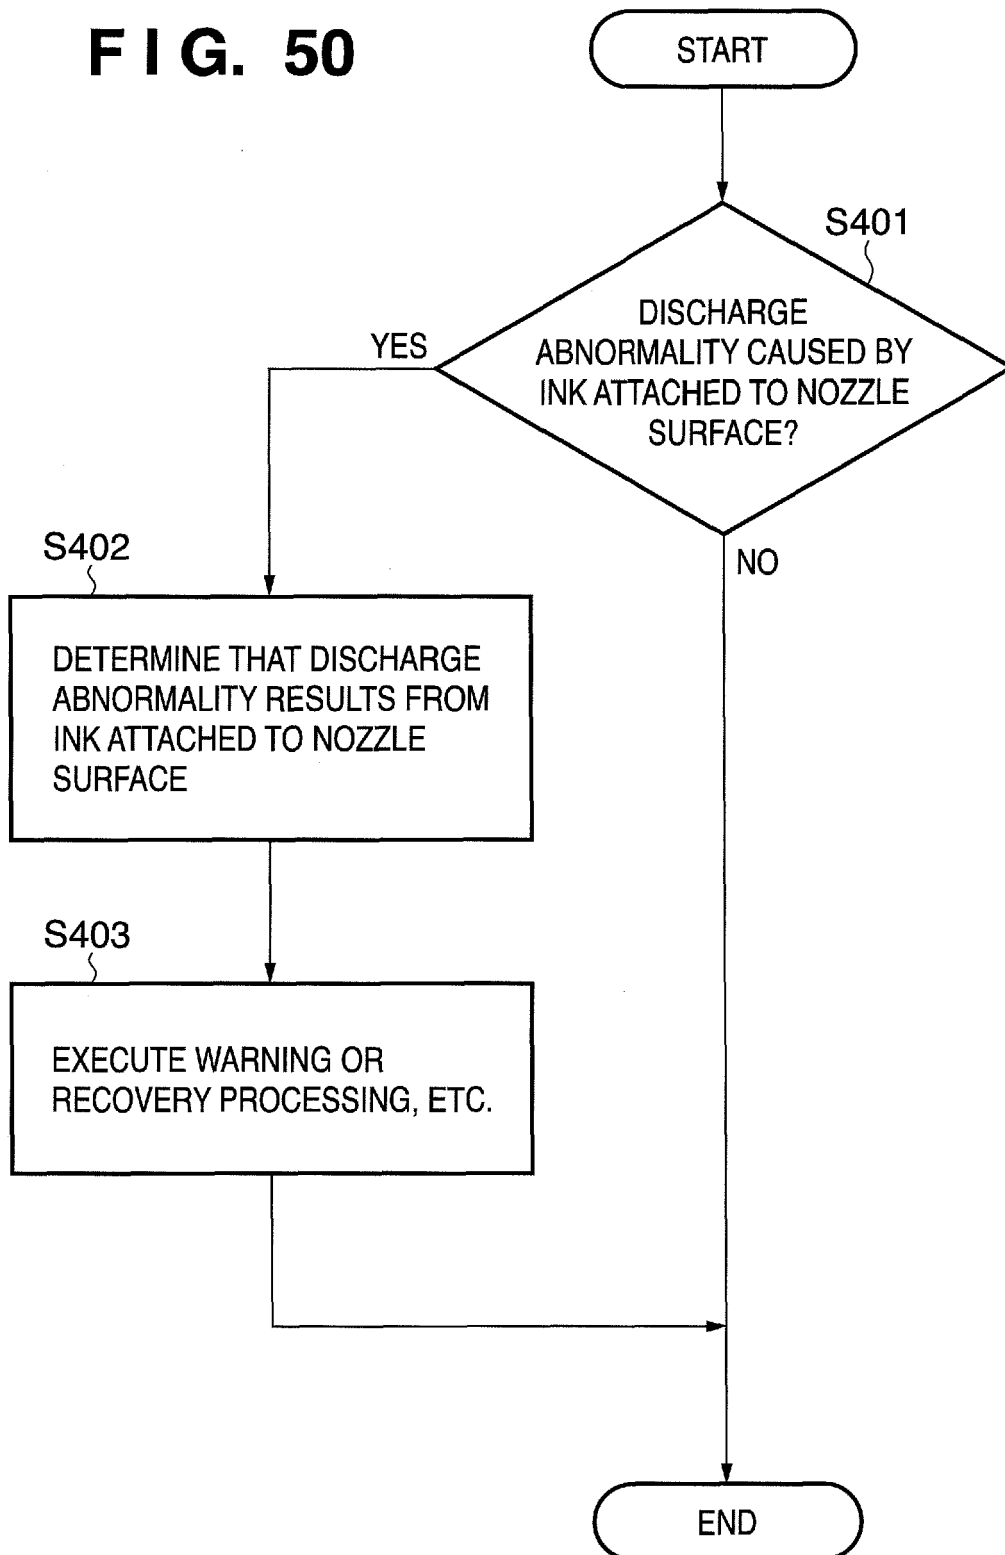 FIG. 50
START
S401
DISCHARGE
ABNORMALITY CAUSED BY
INK ATTACHED TO NOZZLE
SURFACE?
YES
NO
S402
DETERMINE THAT DISCHARGE
ABNORMALITY RESULTS FROM
INK ATTACHED TO NOZZLE
SURFACE
S403
EXECUTE WARNING OR
RECOVERY PROCESSING, ETC.
END